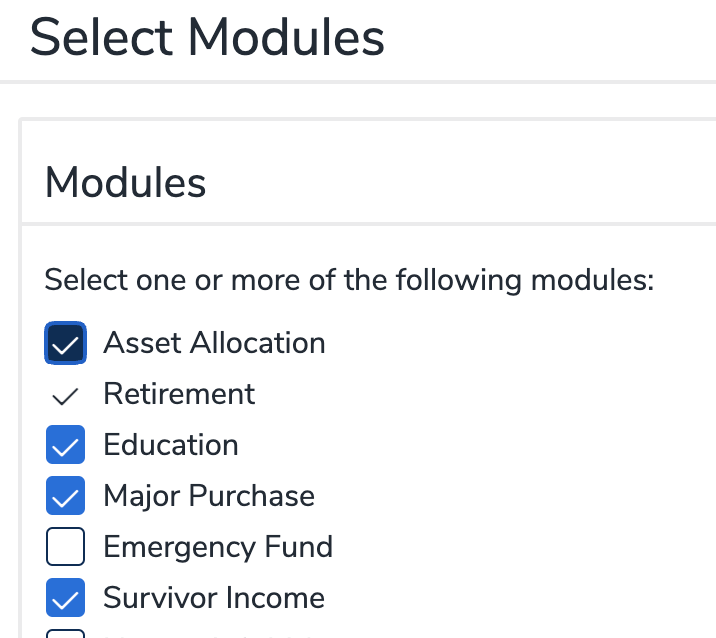 Select Modules
Modules
Select one or more of the following modules:
Asset Allocation
Retirement
Education
Major Purchase
Emergency Fund
Survivor Income